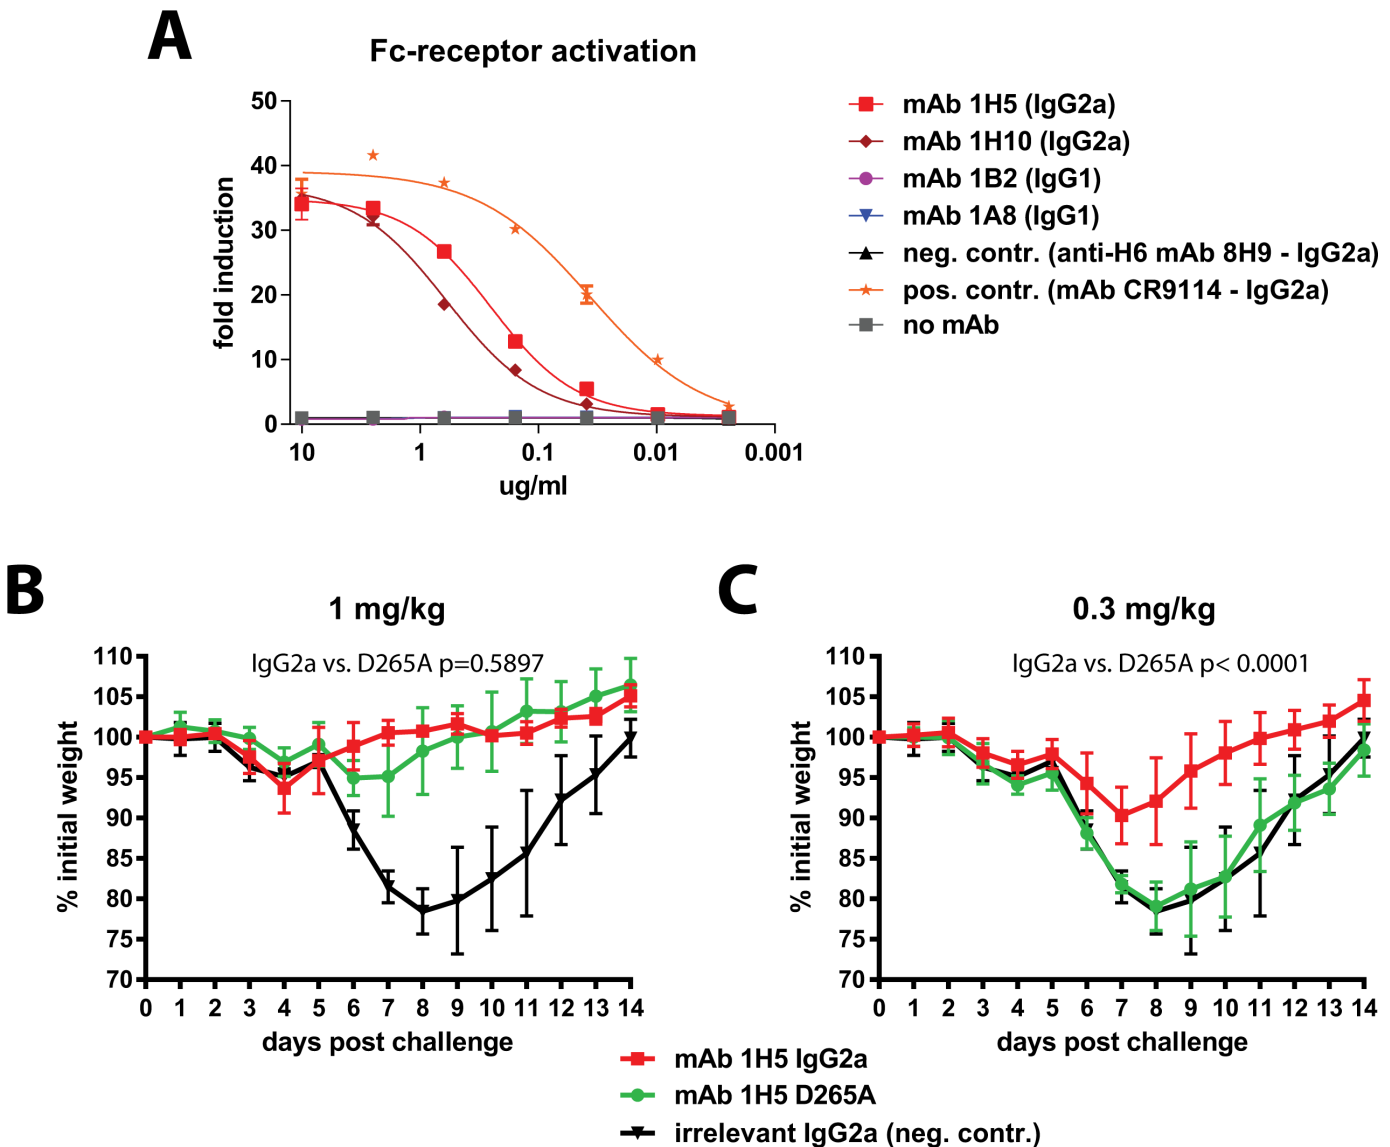 A
Fc-receptor activation
50
40
30
20
10
0
fold induction
10 1 0.1 0.01 0.001
ug/ml
mAb 1H5 (IgG2a)
mAb 1H10 (IgG2a)
mAb 1B2 (IgG1)
mAb 1A8 (IgG1)
neg. contr. (anti-H6 mAb 8H9 - IgG2a)
pos. contr. (mAb CR9114 - IgG2a)
no mAb
B
1 mg/kg
IgG2a vs. D265A p=0.5897
110
105
100
95
90
85
80
75
70
% initial weight
0 1 2 3 4 5 6 7 8 9 10 11 12 13 14
days post challenge
C
0.3 mg/kg
IgG2a vs. D265A p< 0.0001
110
105
100
95
90
85
80
75
70
% initial weight
0 1 2 3 4 5 6 7 8 9 10 11 12 13 14
days post challenge
mAb 1H5 IgG2a
mAb 1H5 D265A
irrelevant IgG2a (neg. contr.)